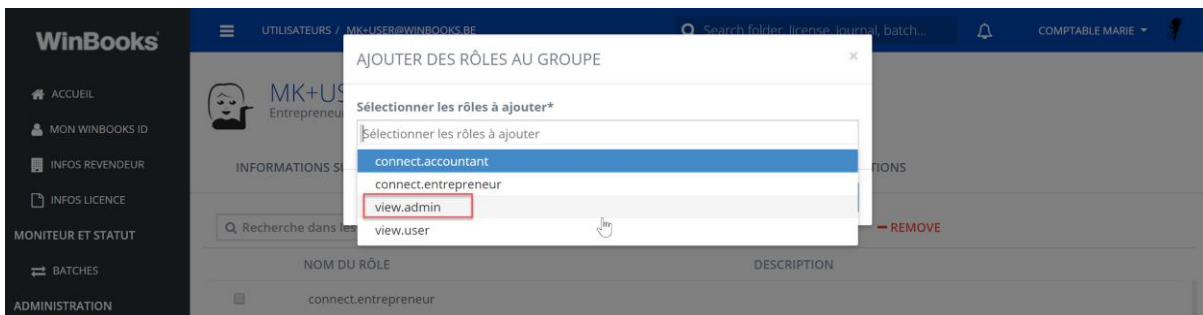 WinBooks
UTILISATEURS / MK+USER@WINBOOKS.BE
Search folder, license, journal, batch...
COMPTABLE MARIE
AJOUTER DES RÔLES AU GROUPE
×
ACCUEIL
MON WINBOOKS ID
INFOS REVENDEUR
INFOS LICENCE
MONITEUR ET STATUT
BATCHES
ADMINISTRATION
MK+US
Entrepreneu
Sélectionner les rôles à ajouter*
Sélectionner les rôles à ajouter
connect.accountant
connect.entrepreneur
view.admin
view.user
INFORMATIONS SU
TIONS
Recherche dans les
REMOVE
NOM DU RÔLE
DESCRIPTION
connect.entrepreneur